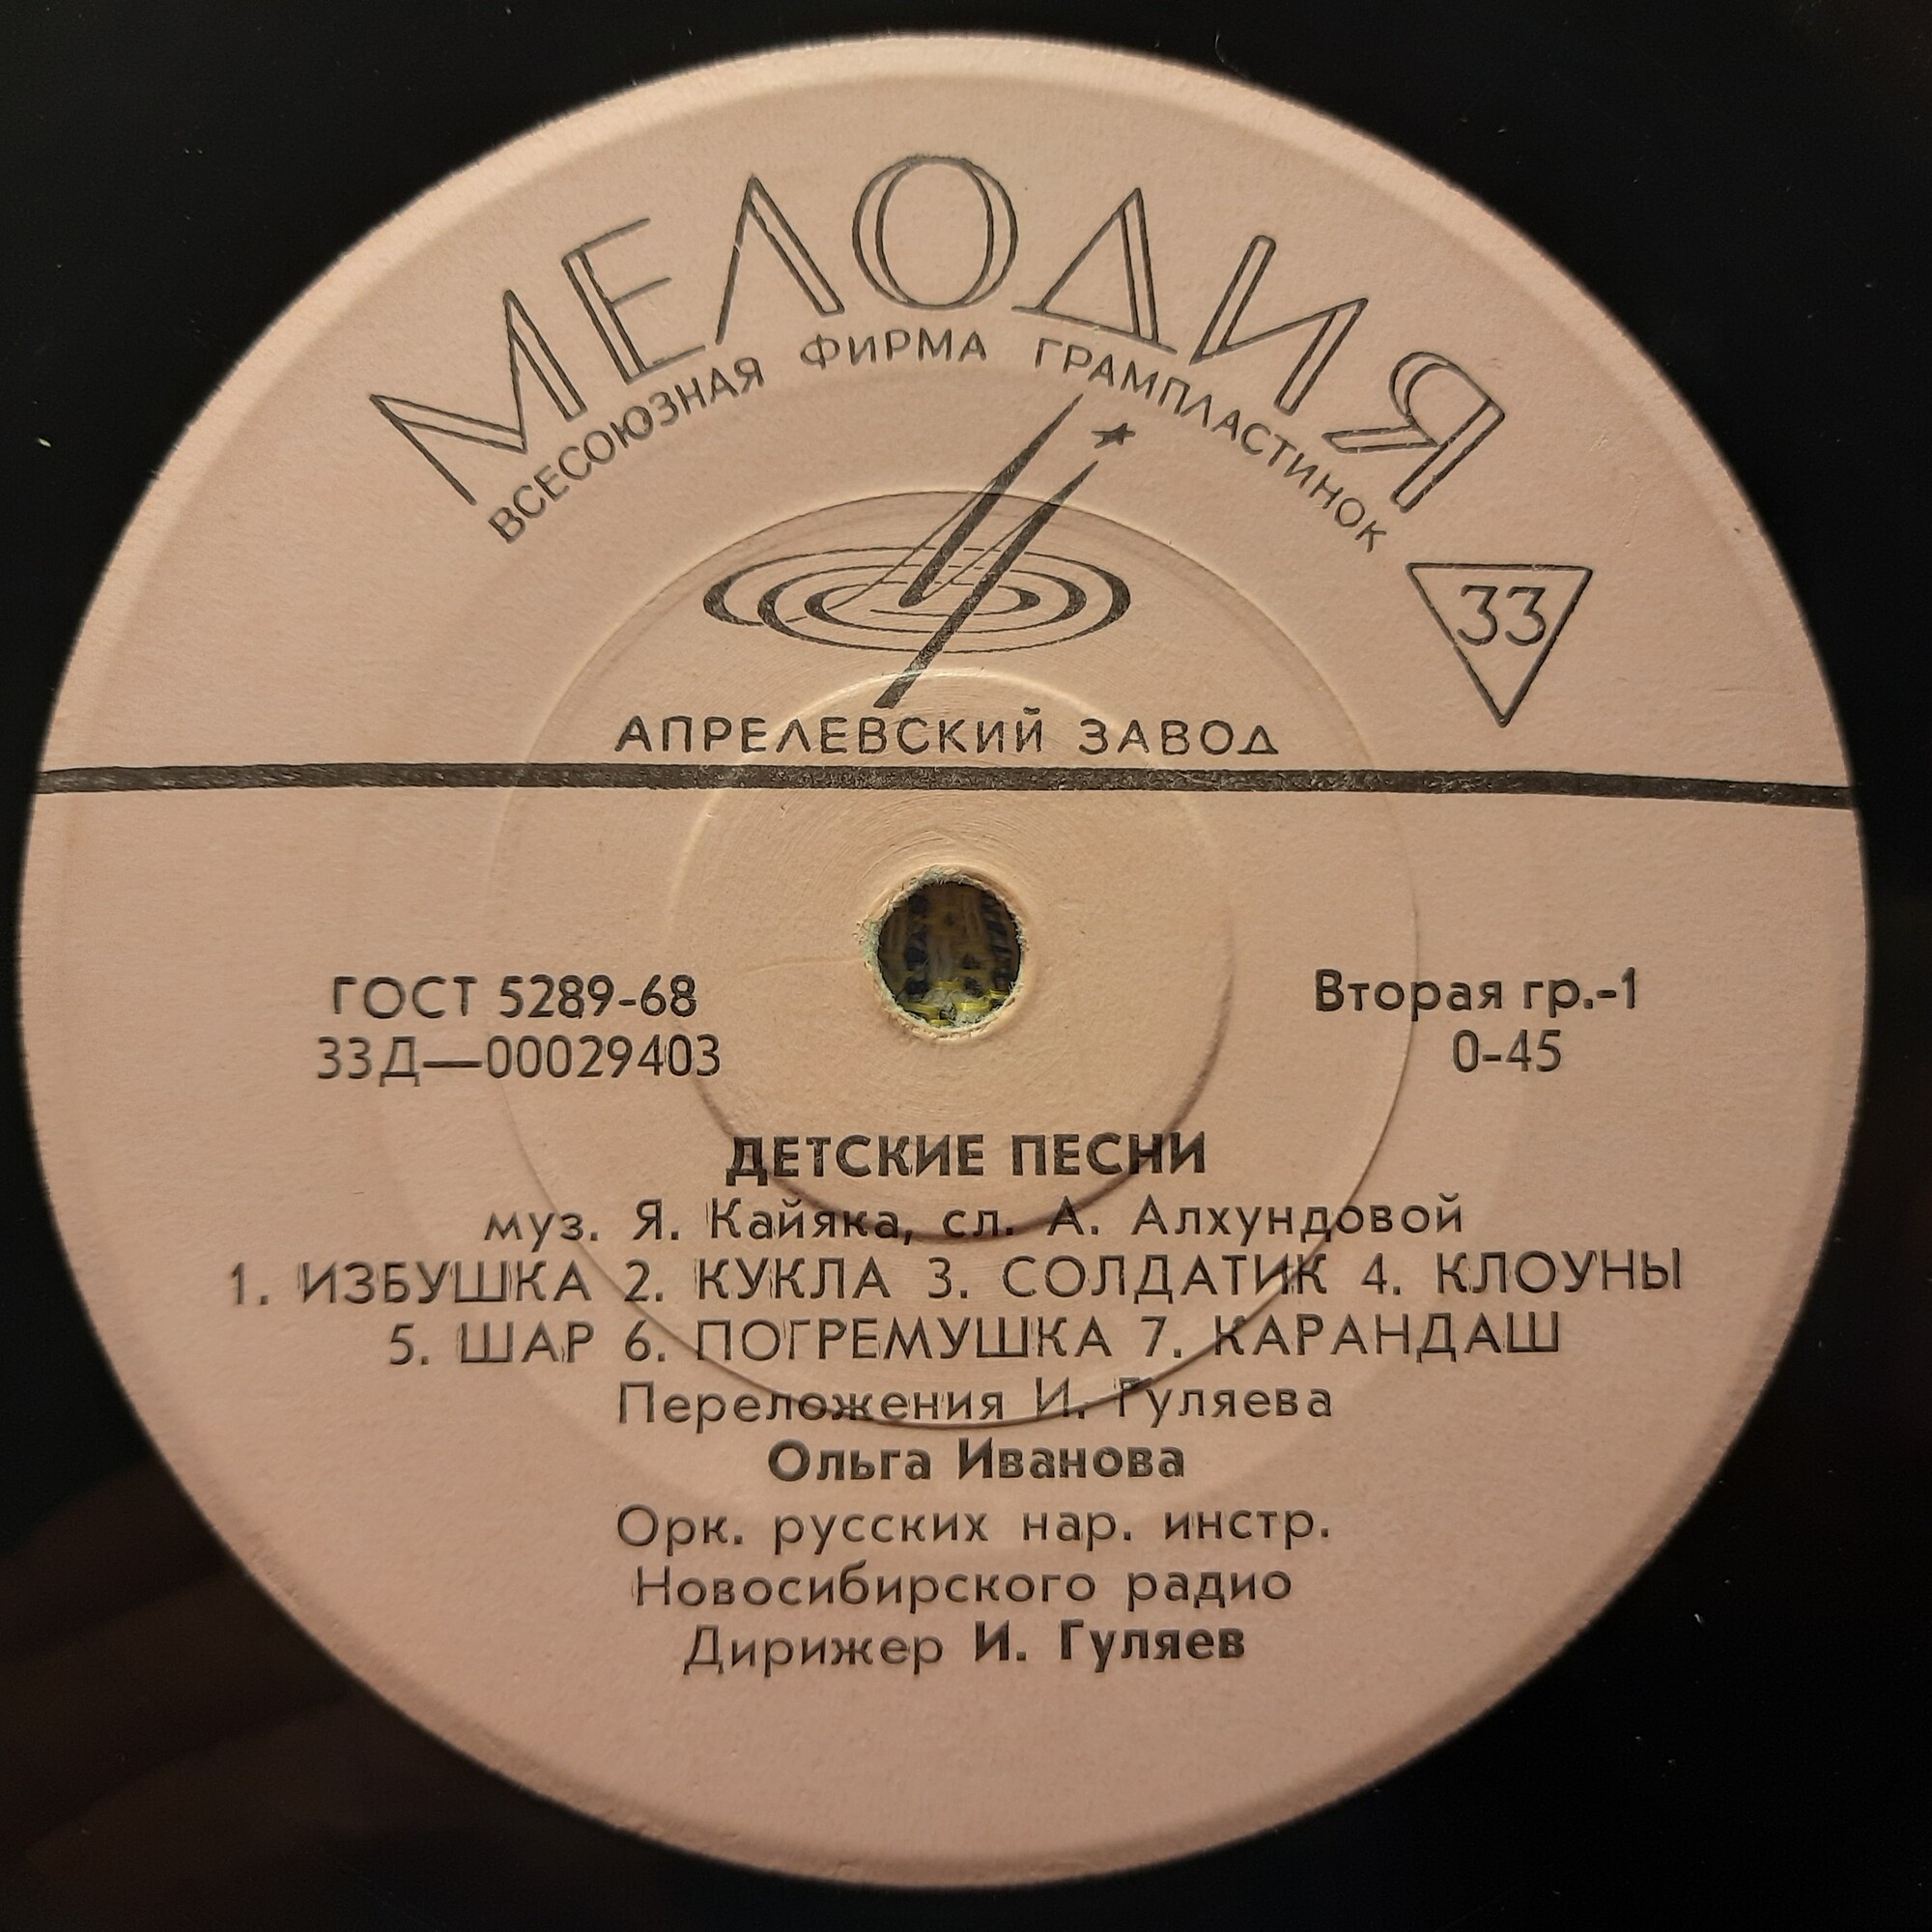 МЕЛОДИЯ
ВСЕСОЮЗНАЯ ФИРМА ГРАМПЛАСТИНОК
33
АПРЕЛЕВСКИЙ ЗАВОД
ГОСТ 5289-68
33Д—00029403
Вторая гр.-1
0-45
ДЕТСКИЕ ПЕСНИ
муз. Я. Кайяка, сл. А. Алхундовой
1. ИЗБУШКА 2. КУКЛА 3. СОЛДАТИК 4. КЛОУНЫ
5. ШАР 6. ПОГРЕМУШКА 7. КАРАНДАШ
Переложения И. Гуляева
Ольга Иванова
Орк. русских нар. инстр.
Новосибирского радио
Дирижер И. Гуляев